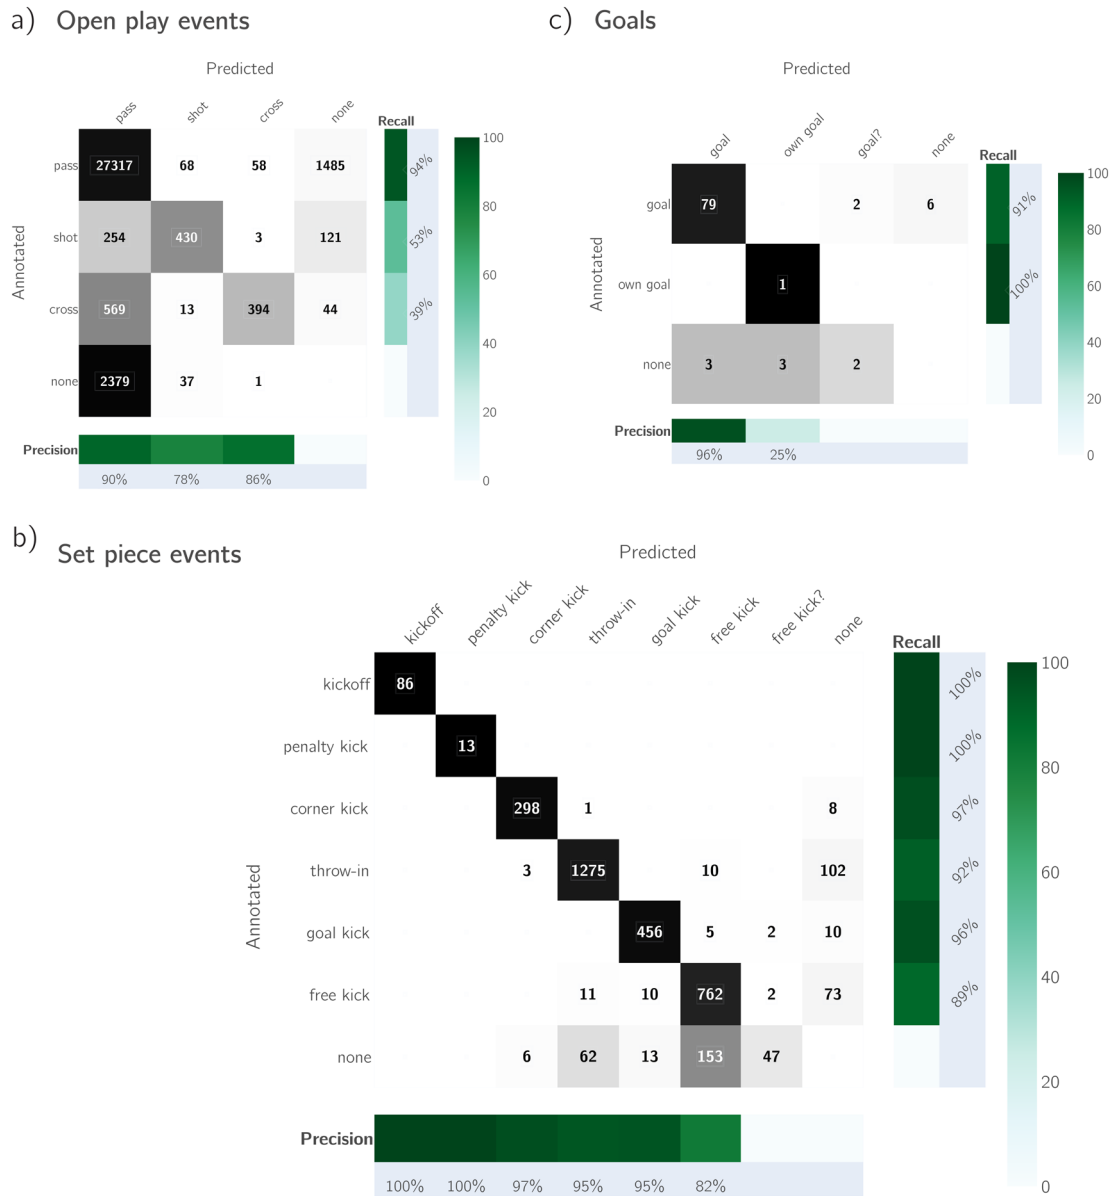 a) Open play events
Predicted
pass shot cross none
Recall
pass 27317 68 58 1485 94%
shot 254 430 3 121 53%
cross 569 13 394 44 39%
none 2379 37 1
Annotated
Precision
90% 78% 86%
100
80
60
40
20
0
c) Goals
Predicted
goal own goal goal? none
Recall
goal 79 2 6 91%
own goal 1 100%
none 3 3 2
Annotated
Precision
96% 25%
100
80
60
40
20
0
b) Set piece events
Predicted
kickoff penalty kick corner kick throw-in goal kick free kick free kick? none
Recall
kickoff 86 100%
penalty kick 13 100%
corner kick 298 1 8 97%
throw-in 3 1275 10 102 92%
goal kick 456 5 2 10 96%
free kick 11 10 762 2 73 89%
none 6 62 13 153 47
Annotated
Precision
100% 100% 97% 95% 95% 82%
100
80
60
40
20
0